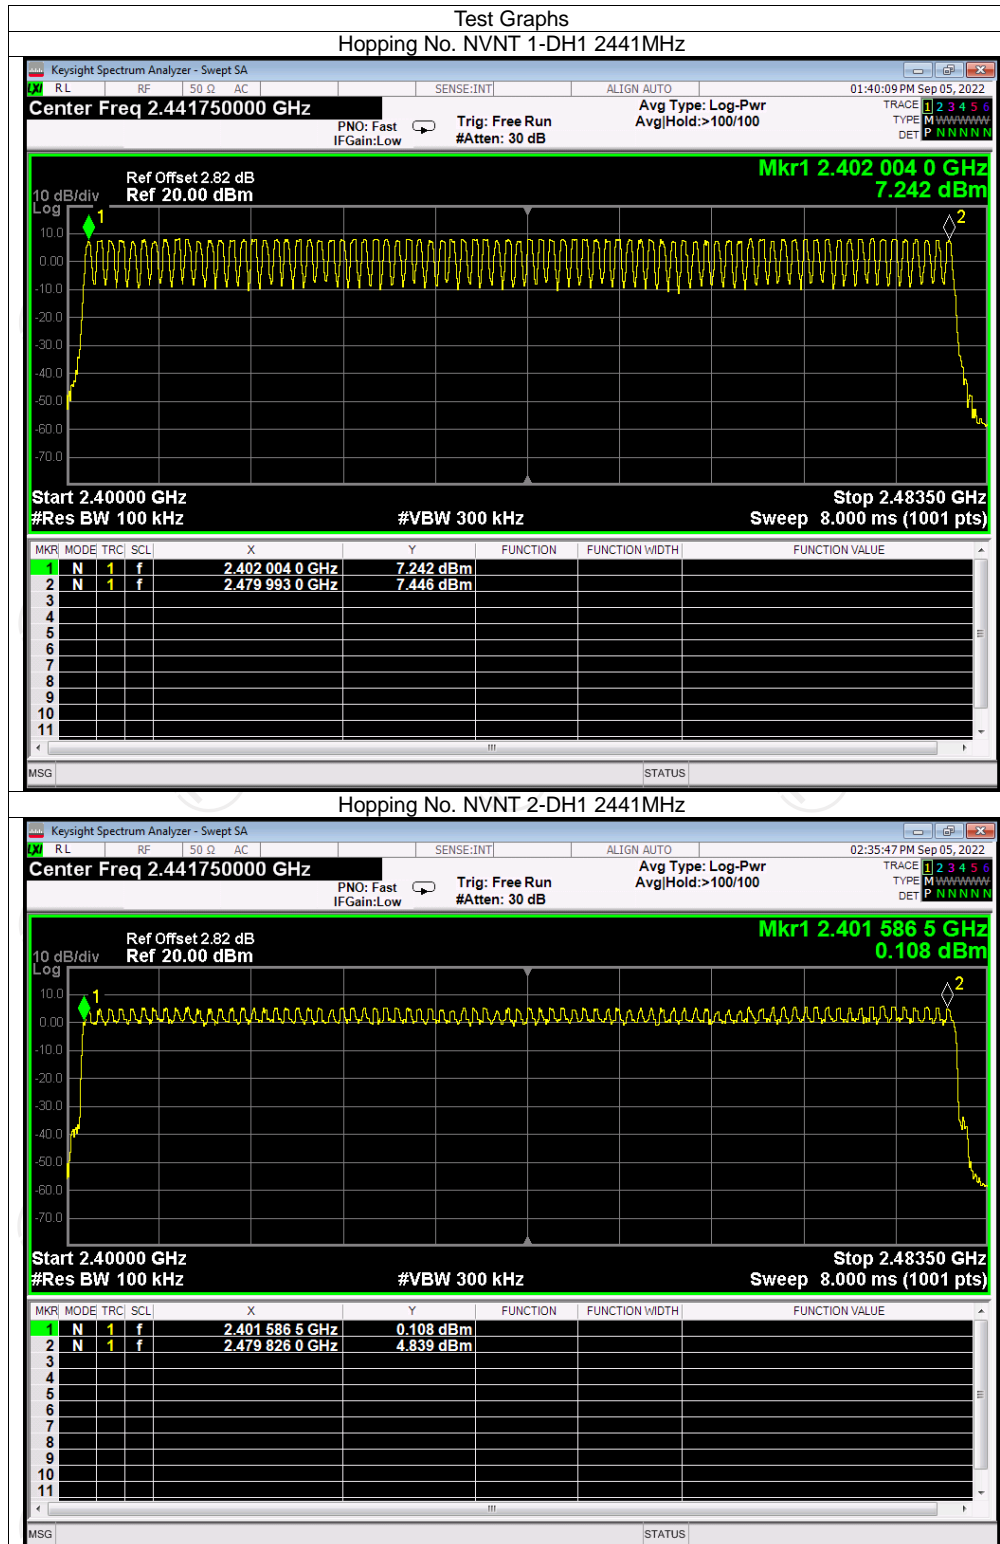 Test Graphs
Hopping No. NVNT 1-DH1 2441MHz
Keysight Spectrum Analyzer - Swept SA
LXI RL RF 50 Ω AC SENSE:INT ALIGN AUTO 01:40:09 PM Sep 05, 2022
Center Freq 2.441750000 GHz Avg Type: Log-Pwr TRACE 1 2 3 4 5 6
PNO: Fast Trig: Free Run Avg|Hold:>100/100 TYPE M WWWWW
IFGain:Low #Atten: 30 dB DET P N N N N N
Mkr1 2.402 004 0 GHz
Ref Offset 2.82 dB
10 dB/div Ref 20.00 dBm 7.242 dBm
Log
1
2
10.0
0.00
-10.0
-20.0
-30.0
-40.0
-50.0
-60.0
-70.0
Start 2.40000 GHz Stop 2.48350 GHz
#Res BW 100 kHz #VBW 300 kHz Sweep 8.000 ms (1001 pts)
MKR MODE TRC SCL X Y FUNCTION FUNCTION WIDTH FUNCTION VALUE
1 N 1 f 2.402 004 0 GHz 7.242 dBm
2 N 1 f 2.479 993 0 GHz 7.446 dBm
3
4
5
6
7
8
9
10
11
MSG STATUS
Hopping No. NVNT 2-DH1 2441MHz
Keysight Spectrum Analyzer - Swept SA
LXI RL RF 50 Ω AC SENSE:INT ALIGN AUTO 02:35:47 PM Sep 05, 2022
Center Freq 2.441750000 GHz Avg Type: Log-Pwr TRACE 1 2 3 4 5 6
PNO: Fast Trig: Free Run Avg|Hold:>100/100 TYPE M WWWWW
IFGain:Low #Atten: 30 dB DET P N N N N N
Mkr1 2.401 586 5 GHz
Ref Offset 2.82 dB
10 dB/div Ref 20.00 dBm 0.108 dBm
Log
1
2
10.0
0.00
-10.0
-20.0
-30.0
-40.0
-50.0
-60.0
-70.0
Start 2.40000 GHz Stop 2.48350 GHz
#Res BW 100 kHz #VBW 300 kHz Sweep 8.000 ms (1001 pts)
MKR MODE TRC SCL X Y FUNCTION FUNCTION WIDTH FUNCTION VALUE
1 N 1 f 2.401 586 5 GHz 0.108 dBm
2 N 1 f 2.479 826 0 GHz 4.839 dBm
3
4
5
6
7
8
9
10
11
MSG STATUS